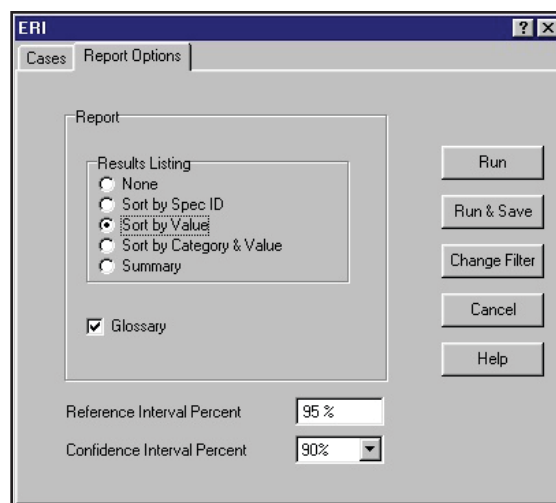 ERI
Cases Report Options
Report
Results Listing
None
Sort by Spec ID
Sort by Value
Sort by Category & Value
Summary
Glossary
Run
Run & Save
Change Filter
Cancel
Help
Reference Interval Percent 95 %
Confidence Interval Percent 90%